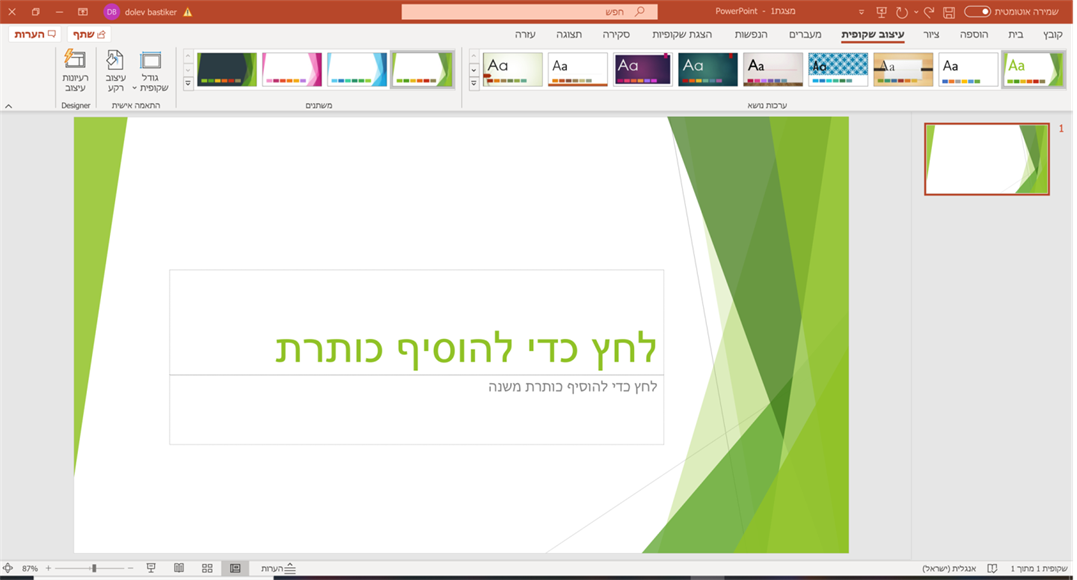 שמירה אוטומטית
מצגת1 - PowerPoint
חפש
dolev bastiker
DB
קובץ
בית
הוספה
ציור
עיצוב שקופית
מעברים
הנפשות
הצגת שקופיות
סקירה
תצוגה
עזרה
שתף
הערות
Aa
Aa
Aa
Aa
Aa
Aa
Aa
Aa
Aa
ערכות נושא
משתנים
גודל
שקופית
עיצוב
רקע
התאמה אישית
רעיונות
עיצוב
Designer
1
לחץ כדי להוסיף כותרת
לחץ כדי להוסיף כותרת משנה
שקופית 1 מתוך 1
אנגלית (ישראל)
הערות
87%